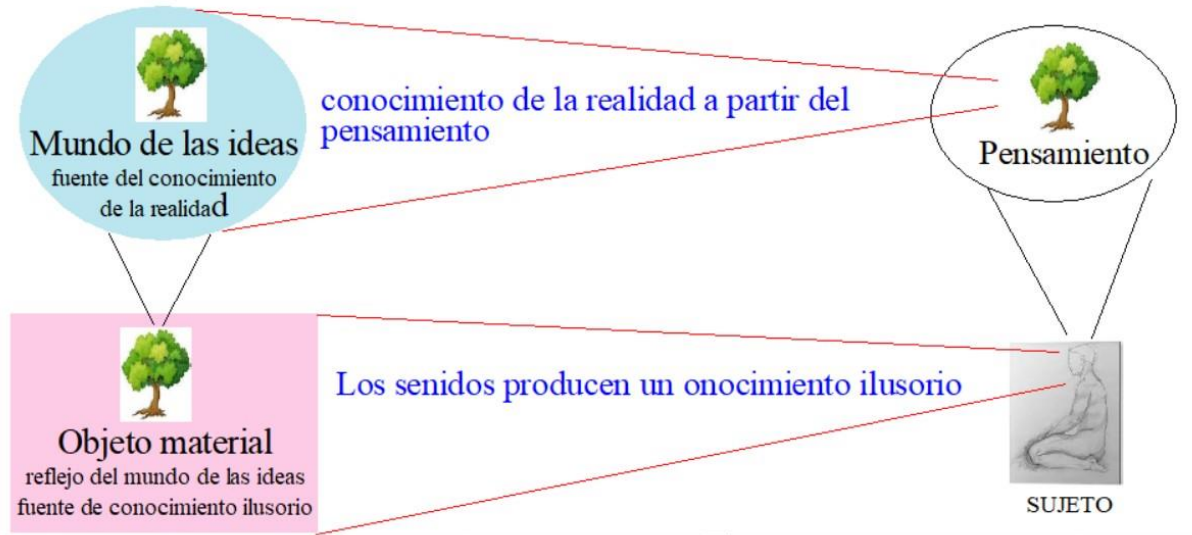 Mundo de las ideas
fuente del conocimiento
de la realidad
conocimiento de la realidad a partir del
pensamiento
Pensamiento
Objeto material
reflejo del mundo de las ideas
fuente de conocimiento ilusorio
Los senidos producen un onocimiento ilusorio
SUJETO